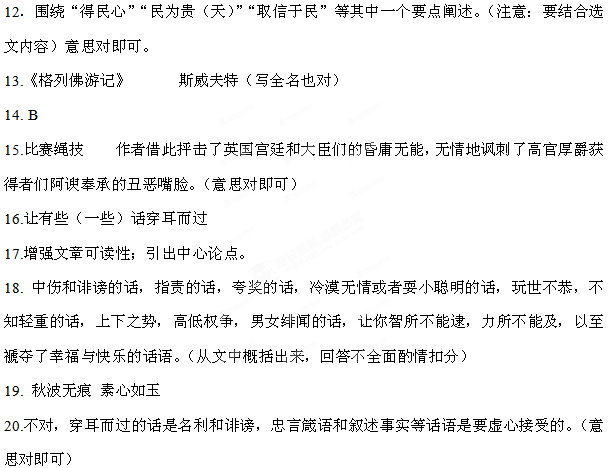 12．围绕“得民心”“民为贵（天）”“取信于民”等其中一个要点阐述。（注意：要结合选
文内容）意思对即可。
13.《格列佛游记》 斯威夫特（写全名也对）
14. B
15.比赛绳技 作者借此抨击了英国宫廷和大臣们的昏庸无能，无情地讽刺了高官厚爵获
得者们阿谀奉承的丑恶嘴脸。（意思对即可）
16.让有些（一些）话穿耳而过
17.增强文章可读性；引出中心论点。
18. 中伤和诽谤的话，指责的话，夸奖的话，冷漠无情或者耍小聪明的话，玩世不恭，不
知轻重的话，上下之势，高低权争，男女绯闻的话，让你智所不能逮，力所不能及，以至
褫夺了幸福与快乐的话语。（从文中概括出来，回答不全面酌情扣分）
19. 秋波无痕 素心如玉
20.不对，穿耳而过的话是名利和诽谤，忠言箴语和叙述事实等话语是要虚心接受的。（意
思对即可）